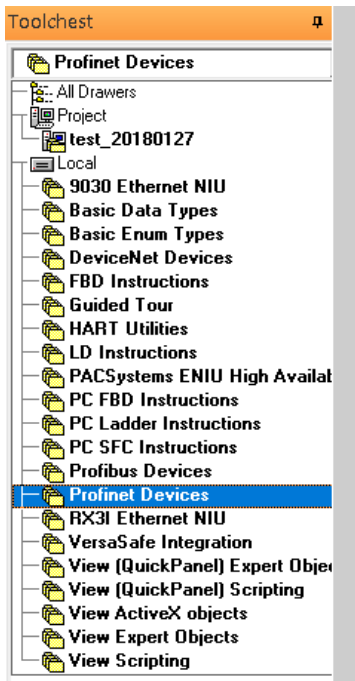 Toolchest
Profinet Devices
All Drawers
Project
test_20180127
Local
9030 Ethernet NIU
Basic Data Types
Basic Enum Types
DeviceNet Devices
FBD Instructions
Guided Tour
HART Utilities
LD Instructions
PACSystems ENIU High Availat
PC FBD Instructions
PC Ladder Instructions
PC SFC Instructions
Profibus Devices
Profinet Devices
RX3I Ethernet NIU
VersaSafe Integration
View (QuickPanel) Expert Obje
View (QuickPanel) Scripting
View ActiveX objects
View Expert Objects
View Scripting